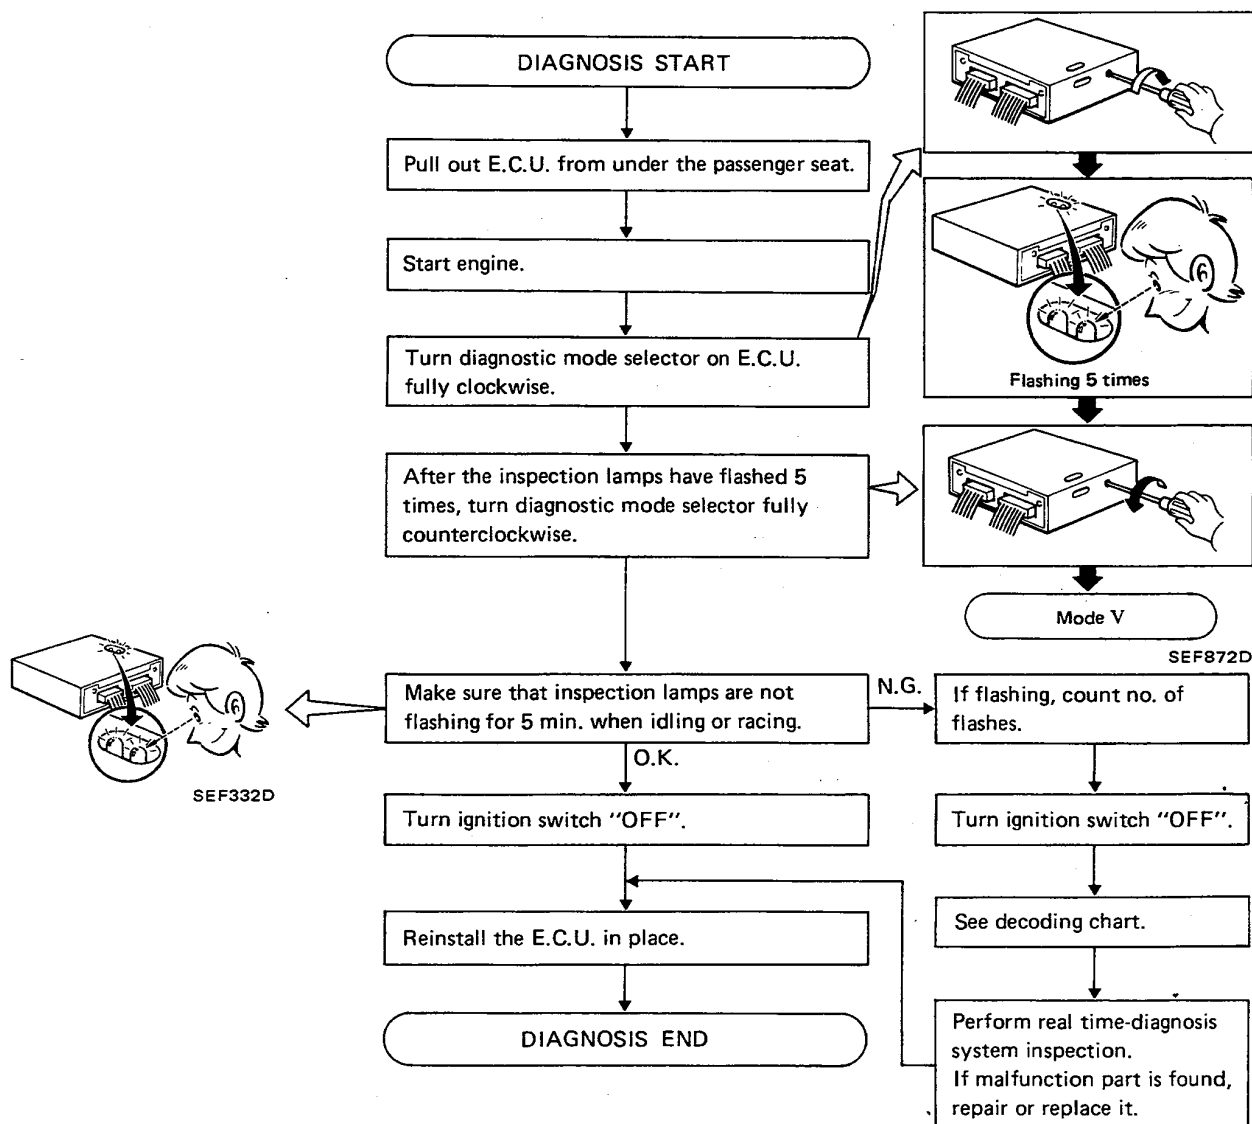 DIAGNOSIS START
Pull out E.C.U. from under the passenger seat.
Start engine.
Turn diagnostic mode selector on E.C.U.
fully clockwise.
Flashing 5 times
After the inspection lamps have flashed 5
times, turn diagnostic mode selector fully
counterclockwise.
Mode V
SEF872D
Make sure that inspection lamps are not
flashing for 5 min. when idling or racing.
N.G.
If flashing, count no. of
flashes.
SEF332D
O.K.
Turn ignition switch "OFF".
Turn ignition switch "OFF".
See decoding chart.
Reinstall the E.C.U. in place.
DIAGNOSIS END
Perform real time-diagnosis
system inspection.
If malfunction part is found,
repair or replace it.